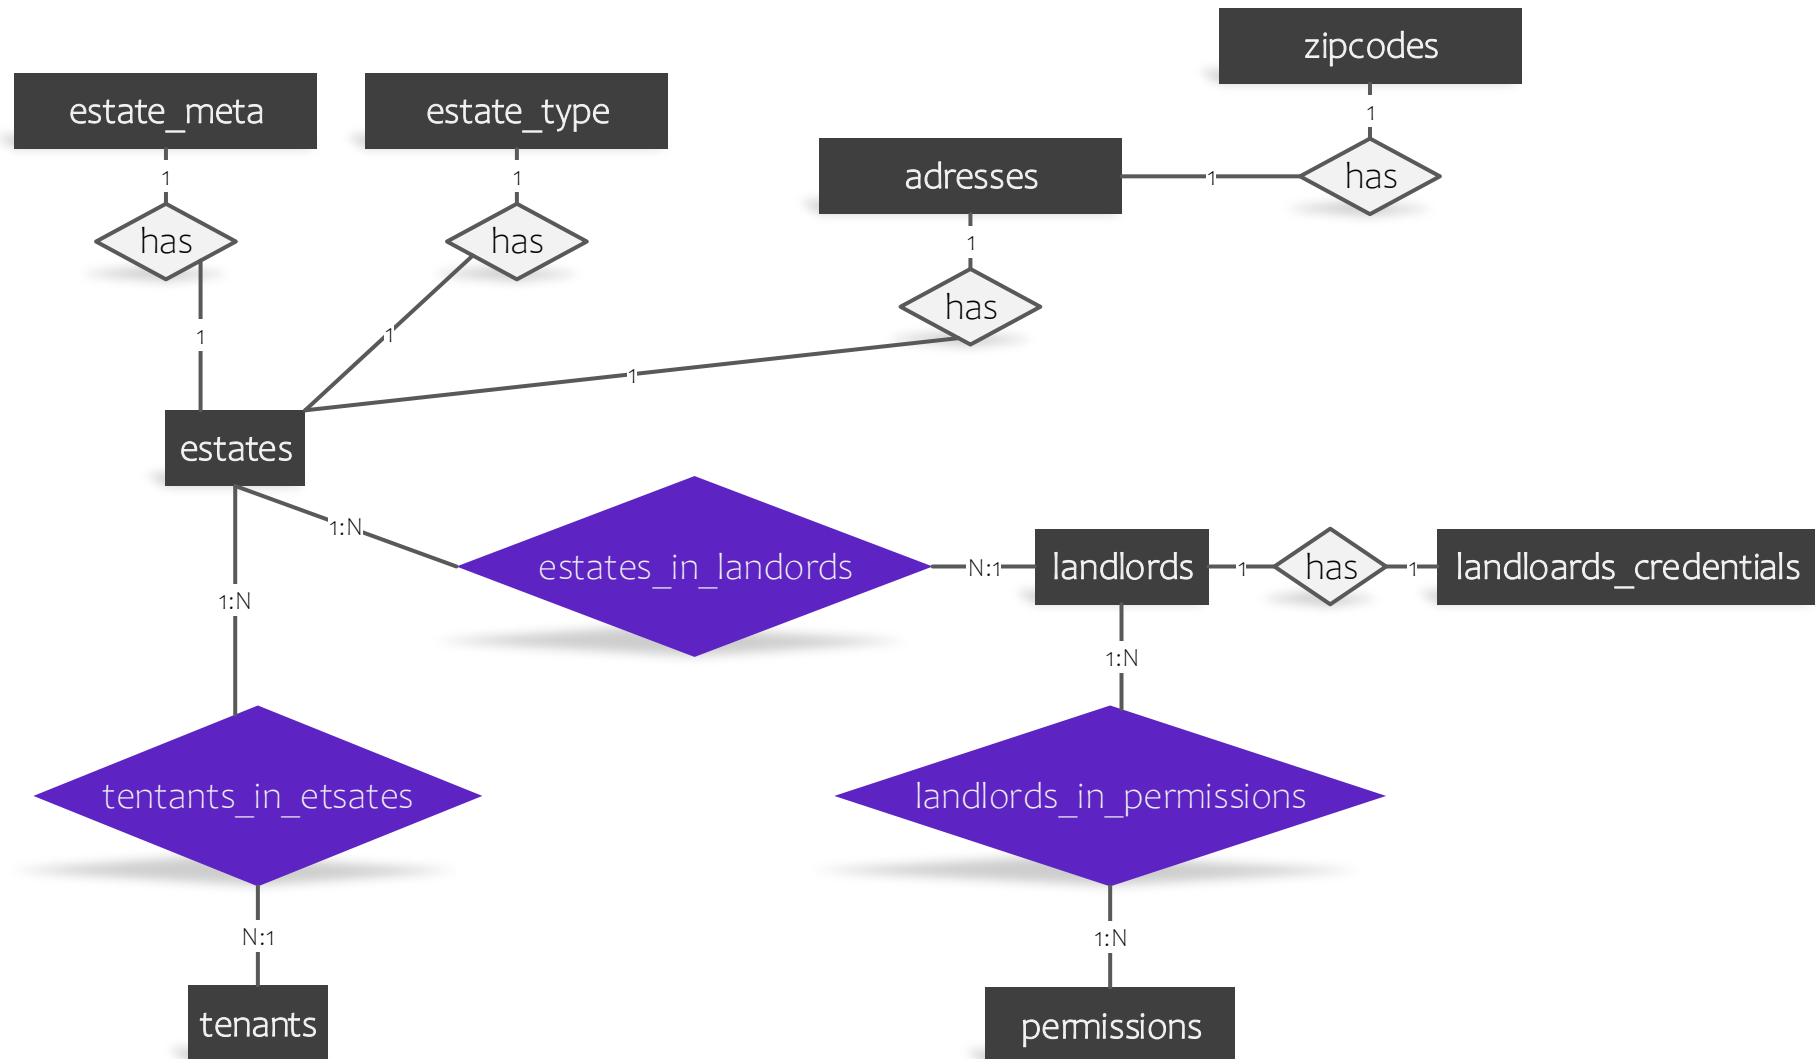 zipcodes
estate_meta
estate_type
1
1
1
adresses
1
has
has
has
1
has
1
1
1
estates
1:N
estates_in_landords
N:1
landlords
1
has
1
landloards_credentials
1:N
1:N
tentants_in_etsates
landlords_in_permissions
N:1
1:N
tenants
permissions